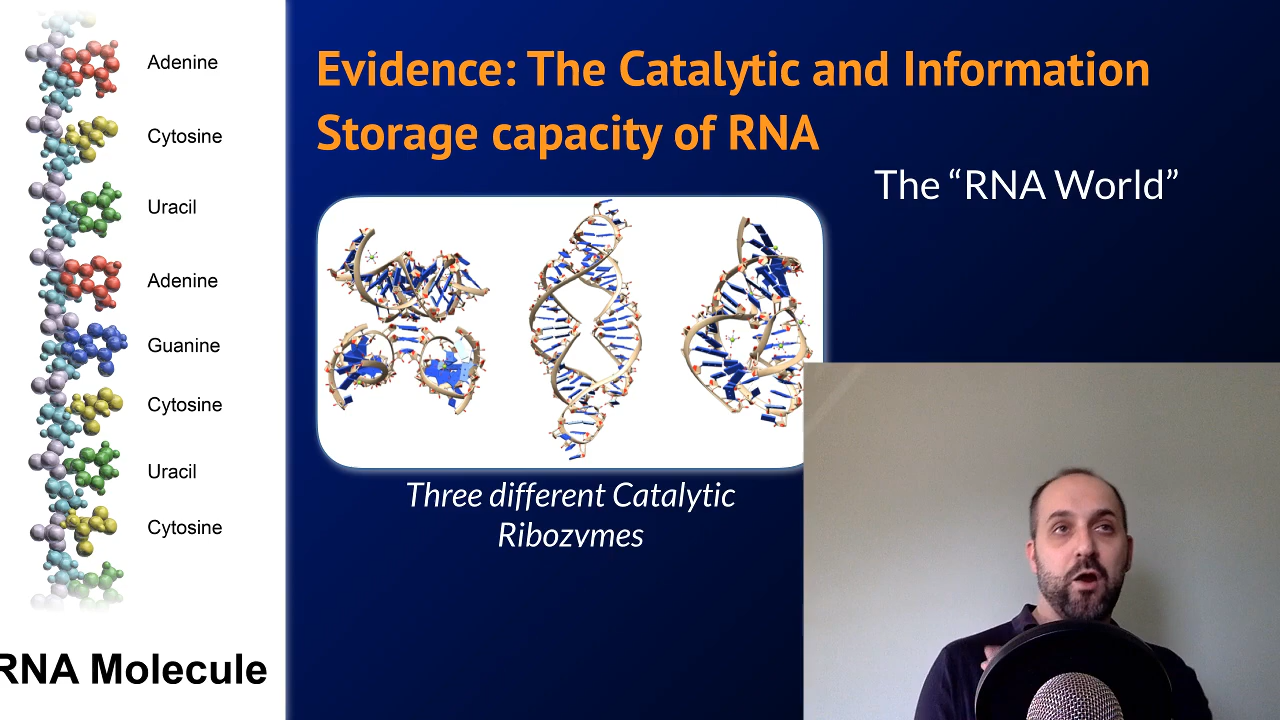 Adenine
Cytosine
Uracil
Adenine
Guanine
Cytosine
Uracil
Cytosine
RNA Molecule
Evidence: The Catalytic and Information
Storage capacity of RNA
The “RNA World”
Three different Catalytic
Ribozymes